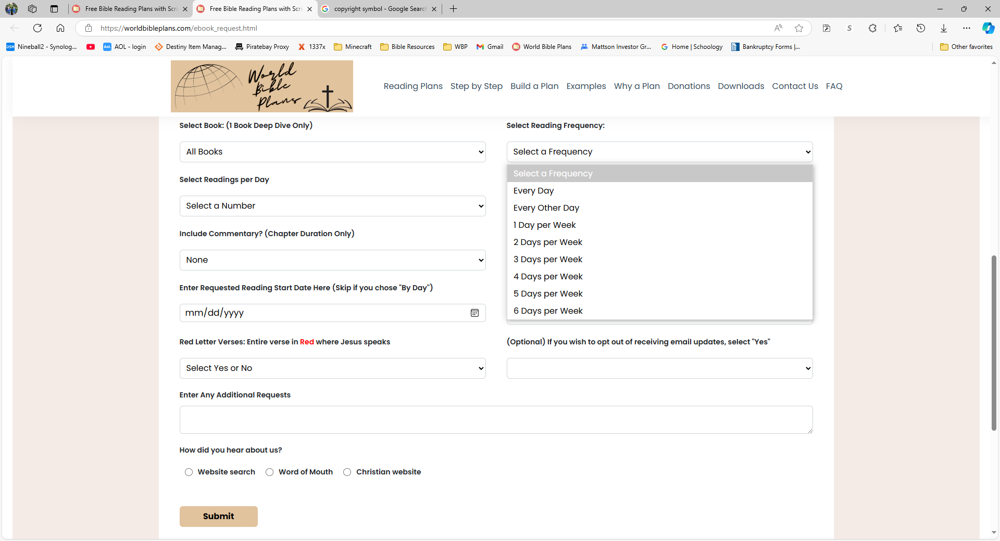 Free Bible Reading Plans with Scri
Free Bible Reading Plans with Scri
copyright symbol - Google Search
https://worldbibleplans.com/ebook_request.html
Nineball2 - Synolog...
AOL - login
Destiny Item Manag...
Piratebay Proxy
1337x
Minecraft
Bible Resources
WBP
Gmail
World Bible Plans
Mattson Investor Gr...
Home | Schoology
Bankruptcy Forms |...
Other favorites
World
Bible
Plans
Reading Plans
Step by Step
Build a Plan
Examples
Why a Plan
Donations
Downloads
Contact Us
FAQ
Select Book: (1 Book Deep Dive Only)
All Books
Select Reading Frequency:
Select a Frequency
Select a Frequency
Every Day
Every Other Day
1 Day per Week
2 Days per Week
3 Days per Week
4 Days per Week
5 Days per Week
6 Days per Week
Select Readings per Day
Select a Number
Include Commentary? (Chapter Duration Only)
None
Enter Requested Reading Start Date Here (Skip if you chose "By Day")
mm/dd/yyyy
Red Letter Verses: Entire verse in Red where Jesus speaks
Select Yes or No
(Optional) If you wish to opt out of receiving email updates, select "Yes"
Enter Any Additional Requests
How did you hear about us?
Website search
Word of Mouth
Christian website
Submit